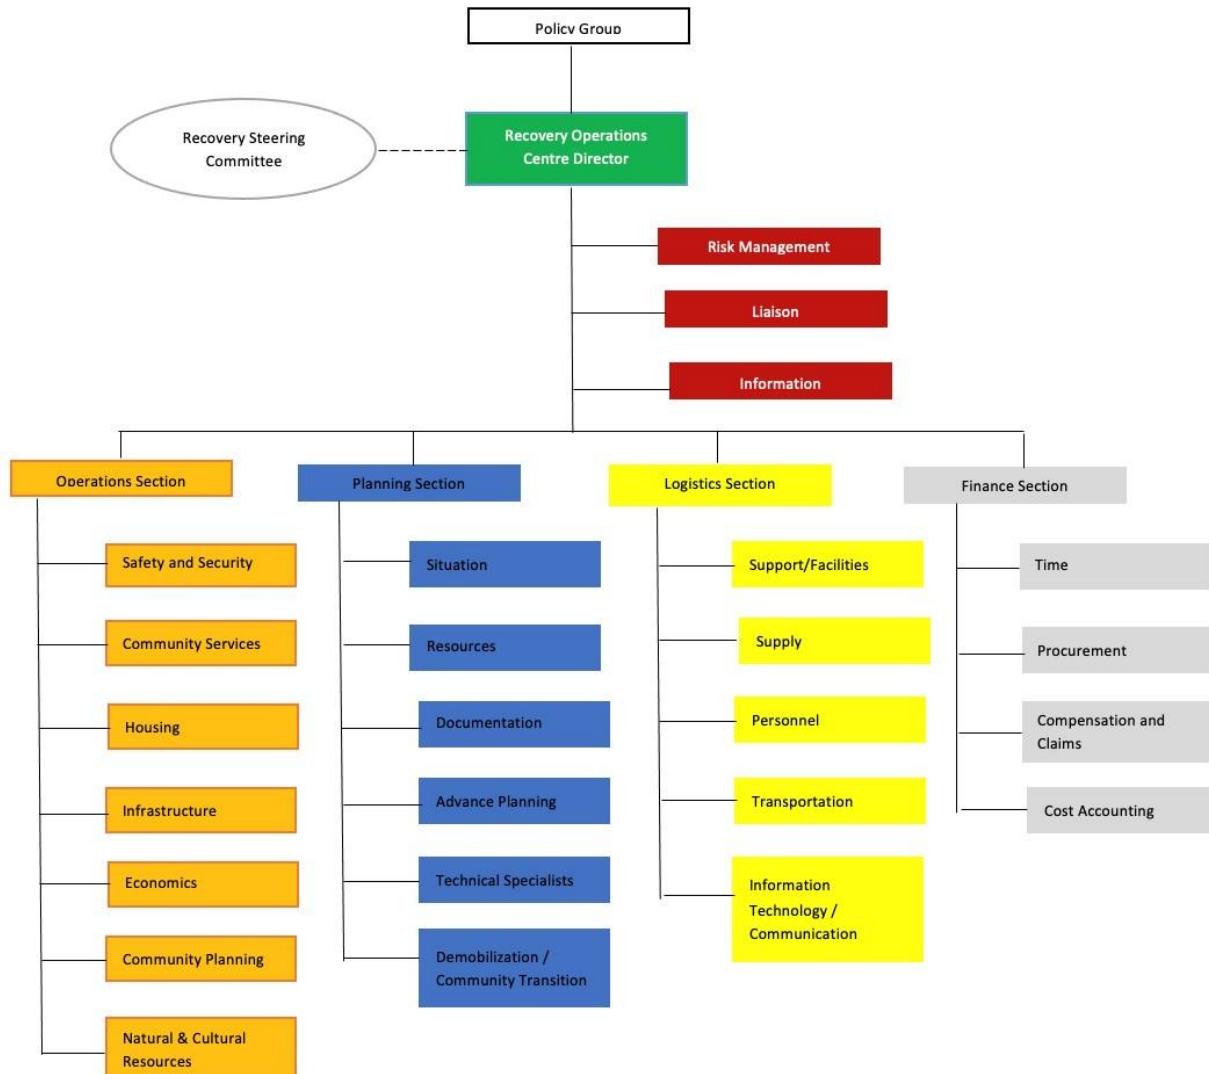 Policy Group
Recovery Steering
Committee
Recovery Operations
Centre Director
Risk Management
Liaison
Information
Operations Section
Safety and Security
Community Services
Housing
Infrastructure
Economics
Community Planning
Natural & Cultural
Resources
Planning Section
Situation
Resources
Documentation
Advance Planning
Technical Specialists
Demobilization /
Community Transition
Logistics Section
Support/Facilities
Supply
Personnel
Transportation
Information
Technology /
Communication
Finance Section
Time
Procurement
Compensation and
Claims
Cost Accounting